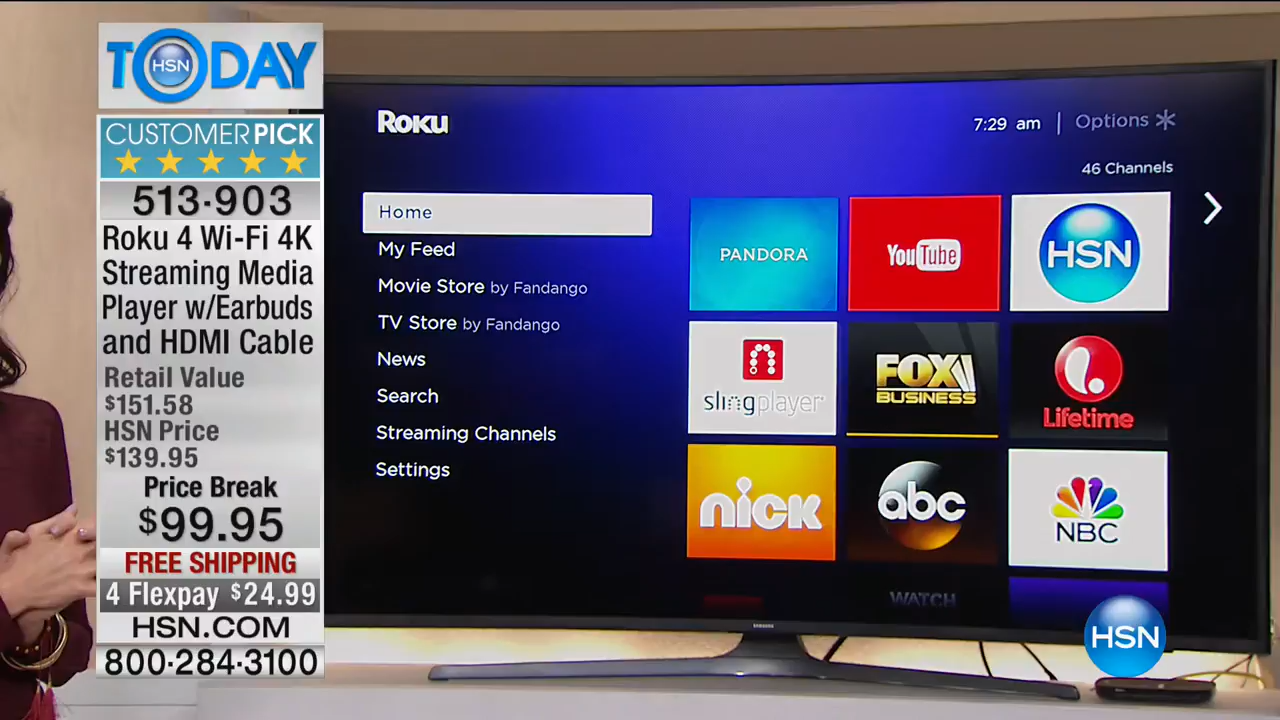 TODAY
HSN
CUSTOMER PICK
513·903
Roku 4 Wi-Fi 4K
Streaming Media
Player w/Earbuds
and HDMI Cable
Retail Value
$151.58
HSN Price
$139.95
Price Break
$99.95
FREE SHIPPING
4 Flexpay $24.99
HSN.COM
800·284·3100
ROKU
7:29 am | Options
46 Channels
Home
My Feed
Movie Store by Fandango
TV Store by Fandango
News
Search
Streaming Channels
Settings
PANDORA
YouTube
HSN
slingplayer
FOX
BUSINESS
Lifetime
nick
abc
NBC
WATCH
SAMSUNG
HSN